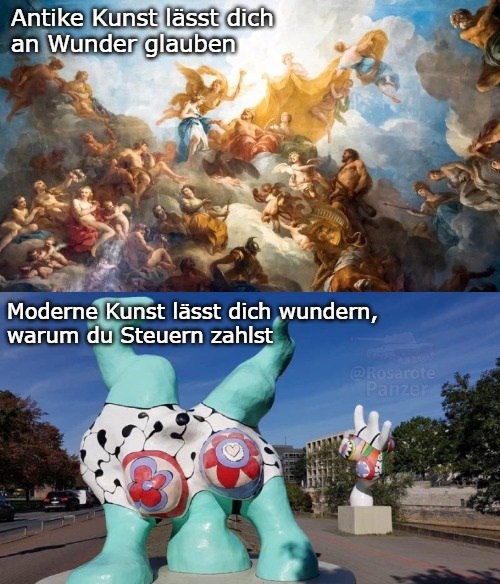 Antike Kunst lässt dich
an Wunder glauben
Moderne Kunst lässt dich wundern,
warum du Steuern zahlst
@Rosarote
Panzer